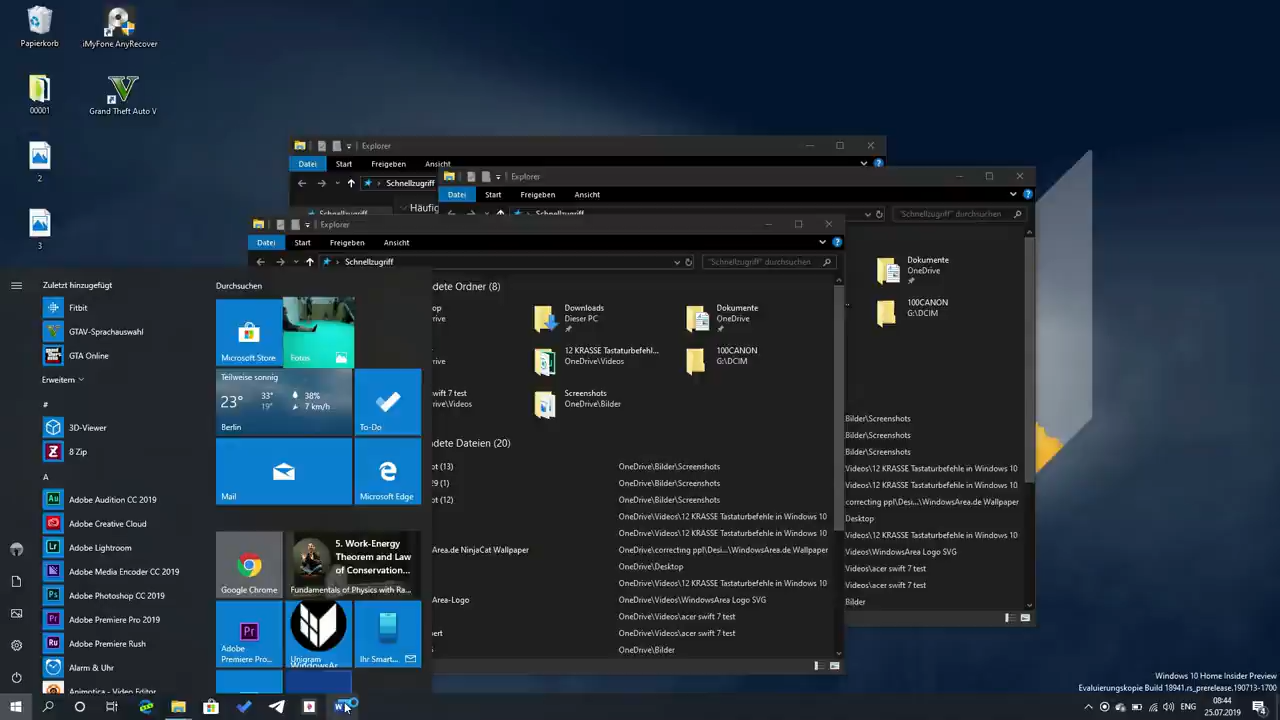 Papierkorb
iMyFone AnyRecover
00001
Grand Theft Auto V
2
3
Explorer
Datei Start Freigeben Ansicht
Schnellzugriff
Schnellzugriff
Häufig
Explorer
Datei Start Freigeben Ansicht
Schnellzugriff
"Schnellzugriff" durchsuchen
Dokumente
OneDrive
100CANON
G:\DCIM
Bilder\Screenshots
Bilder\Screenshots
Bilder\Screenshots
Videos\12 KRASSE Tastaturbefehle in Windows 10
Videos\12 KRASSE Tastaturbefehle in Windows 10
correcting ppl\Desi...\WindowsArea.de Wallpaper
Desktop
Videos\12 KRASSE Tastaturbefehle in Windows 10
Videos\WindowsArea Logo SVG
Videos\acer swift 7 test
Videos\acer swift 7 test
Bilder
Explorer
Datei Start Freigeben Ansicht
Schnellzugriff
"Schnellzugriff" durchsuchen
dete Ordner (8)
op
rive
Downloads
Dieser PC
Dokumente
OneDrive
rive
12 KRASSE Tastaturbefehl...
OneDrive\Videos
100CANON
G:\DCIM
wift 7 test
e\Videos
Screenshots
OneDrive\Bilder
ndete Dateien (20)
ot (13) OneDrive\Bilder\Screenshots
29 (1) OneDrive\Bilder\Screenshots
ot (12) OneDrive\Bilder\Screenshots
OneDrive\Videos\12 KRASSE Tastaturbefehle in Windows 10
OneDrive\Videos\12 KRASSE Tastaturbefehle in Windows 10
Area.de NinjaCat Wallpaper OneDrive\correcting ppl\Desi...\WindowsArea.de Wallpaper
OneDrive\Desktop
OneDrive\Videos\12 KRASSE Tastaturbefehle in Windows 10
Area-Logo OneDrive\Videos\WindowsArea Logo SVG
OneDrive\Videos\acer swift 7 test
ert OneDrive\Videos\acer swift 7 test
OneDrive\Bilder
Zuletzt hinzugefügt
Fitbit
GTAV-Sprachauswahl
GTA Online
Erweitern
#
3D-Viewer
8 Zip
A
Adobe Audition CC 2019
Adobe Creative Cloud
Adobe Lightroom
Adobe Media Encoder CC 2019
Adobe Photoshop CC 2019
Adobe Premiere Pro 2019
Adobe Premiere Rush
Alarm & Uhr
Animotica - Video Editor
Durchsuchen
Microsoft Store
Fotos
Teilweise sonnig
23° 33° 38%
19° 7 km/h
Berlin
To-Do
Mail
Microsoft Edge
Google Chrome
5. Work-Energy
Theorem and Law
of Conservation...
Fundamentals of Physics with Ra...
Adobe
Premiere Pro...
Unigram
WindowsAr
Ihr Smart...
Windows 10 Home Insider Preview
Evaluierungskopie Build 18941.rs_prerelease.190713-1700
ENG
08:44
25.07.2019
4